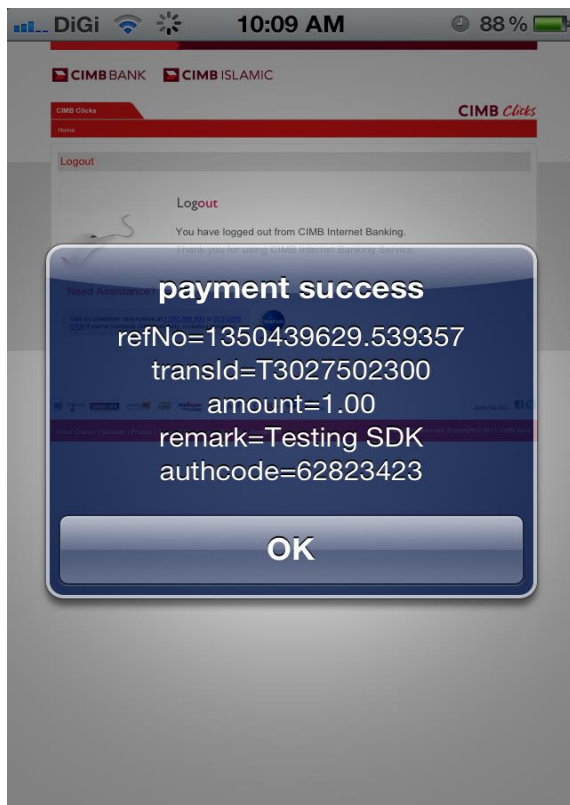 DiGi 10:09 AM 88%
CIMB BANK CIMB ISLAMIC
CIMB Clicks CIMB Clicks
Home
Logout
Logout
You have logged out from CIMB Internet Banking.
Thank you for using CIMB Internet Banking Service.
Need Assistance
payment success
refNo=1350439629.539357
transId=T3027502300
amount=1.00
remark=Testing SDK
authcode=62823423
OK